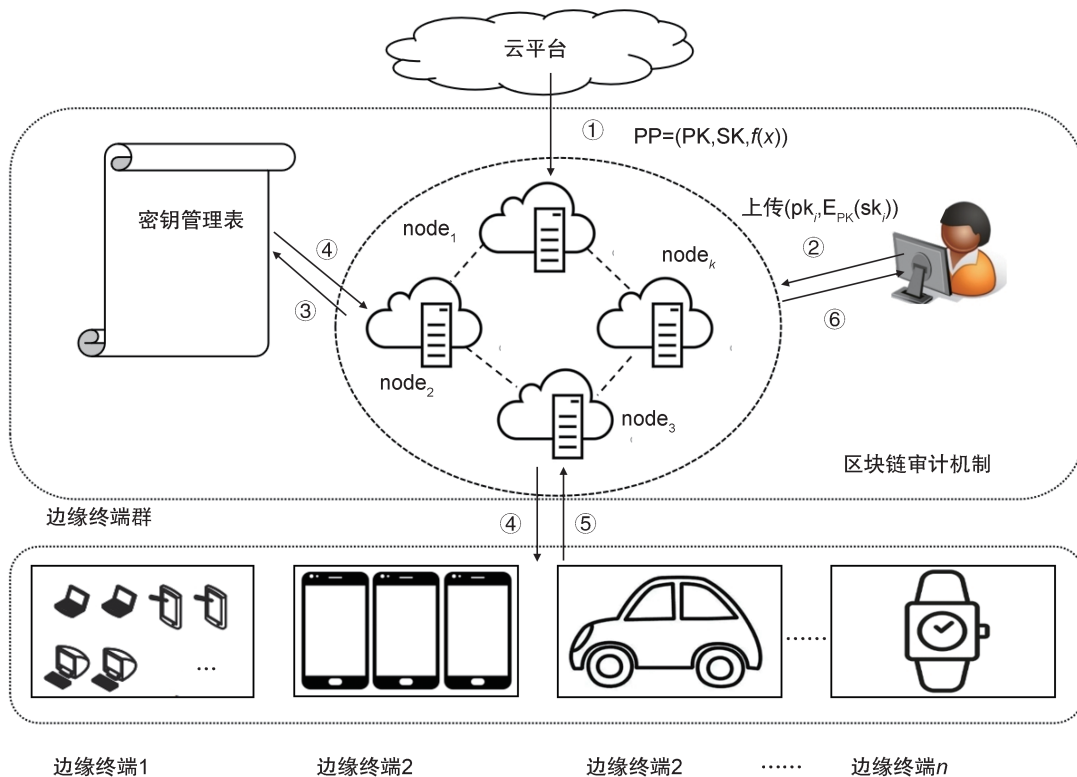 云平台
① PP=(PK,SK,f(x))
密钥管理表
node₁
上传(pkᵢ,E_PK(skᵢ))
④
②
nodeₖ
③
⑥
node₂
node₃
区块链审计机制
边缘终端群
④ ⑤
……
...
边缘终端1 边缘终端2 边缘终端2 …… 边缘终端n